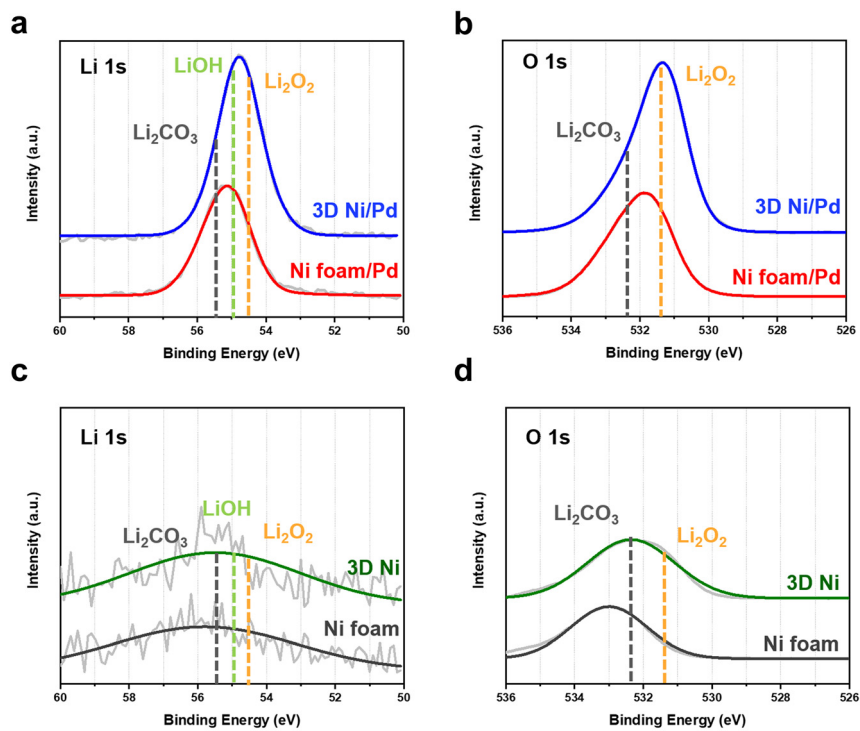 a
Li 1s
LiOH
Li₂O₂
Li₂CO₃
3D Ni/Pd
Ni foam/Pd
Intensity (a.u.)
60 58 56 54 52 50
Binding Energy (eV)
b
O 1s
Li₂O₂
Li₂CO₃
3D Ni/Pd
Ni foam/Pd
Intensity (a.u.)
536 534 532 530 528 526
Binding Energy (eV)
c
Li 1s
LiOH
Li₂CO₃
Li₂O₂
3D Ni
Ni foam
Intensity (a.u.)
60 58 56 54 52 50
Binding Energy (eV)
d
O 1s
Li₂CO₃
Li₂O₂
3D Ni
Ni foam
Intensity (a.u.)
536 534 532 530 528 526
Binding Energy (eV)